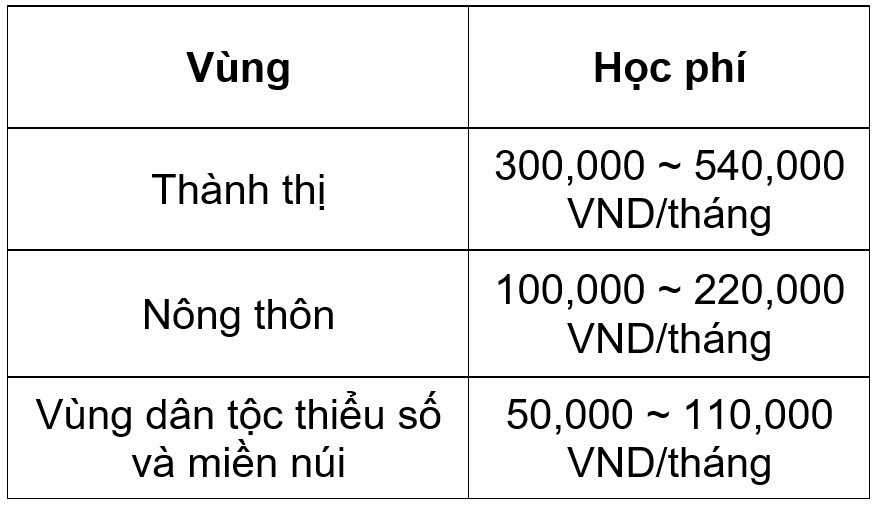 Vùng
Học phí
Thành thị
300,000 ~ 540,000
VND/tháng
Nông thôn
100,000 ~ 220,000
VND/tháng
Vùng dân tộc thiểu số
và miền núi
50,000 ~ 110,000
VND/tháng